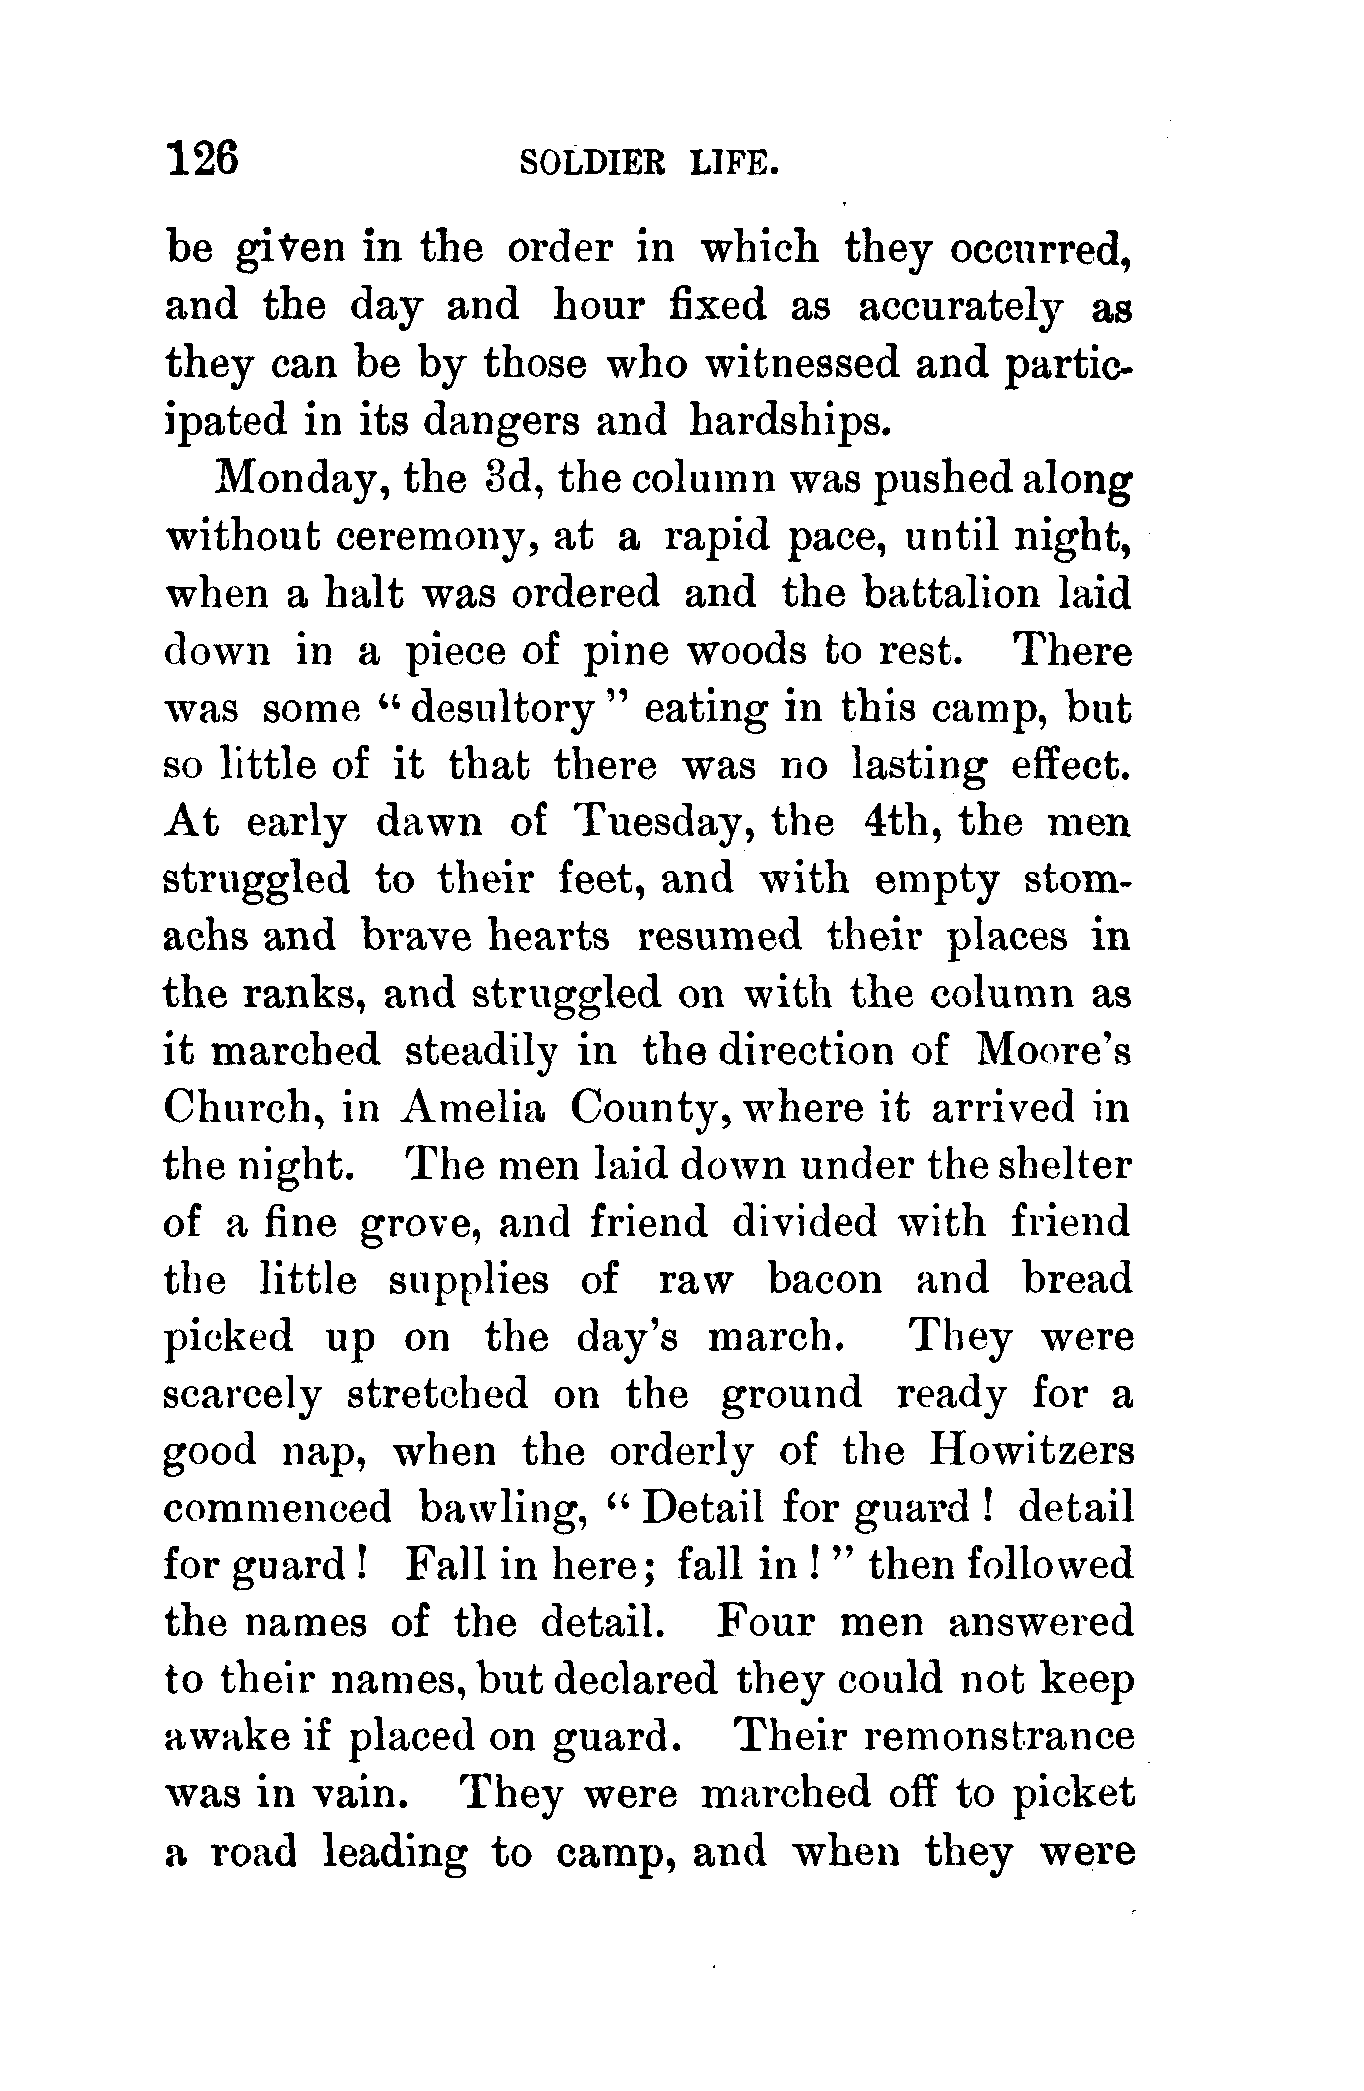 126 SOLDIER LIFE.
be given in the order in which they occurred,
and the day and hour fixed as accurately as
they can be by those who witnessed and partic-
ipated in its dangers and hardships.
Monday, the 3d, the column was pushed along
without ceremony, at a rapid pace, until night,
when a halt was ordered and the battalion laid
down in a piece of pine woods to rest. There
was some “ desultory ” eating in this camp, but
so little of it that there was no lasting effect.
At early dawn of Tuesday, the 4th, the men
struggled to their feet, and with empty stom-
achs and brave hearts resumed their places in
the ranks, and struggled on with the column as
it marched steadily in the direction of Moore’s
Church, in Amelia County, where it arrived in
the night. The men laid down under the shelter
of a fine grove, and friend divided with friend
the little supplies of raw bacon and bread
picked up on the day’s march. They were
scarcely stretched on the ground ready for a
good nap, when the orderly of the Howitzers
commenced bawling, “ Detail for guard ! detail
for guard ! Fall in here; fall in ! ” then followed
the names of the detail. Four men answered
to their names, but declared they could not keep
awake if placed on guard. Their remonstrance
was in vain. They were marched off to picket
a road leading to camp, and when they were